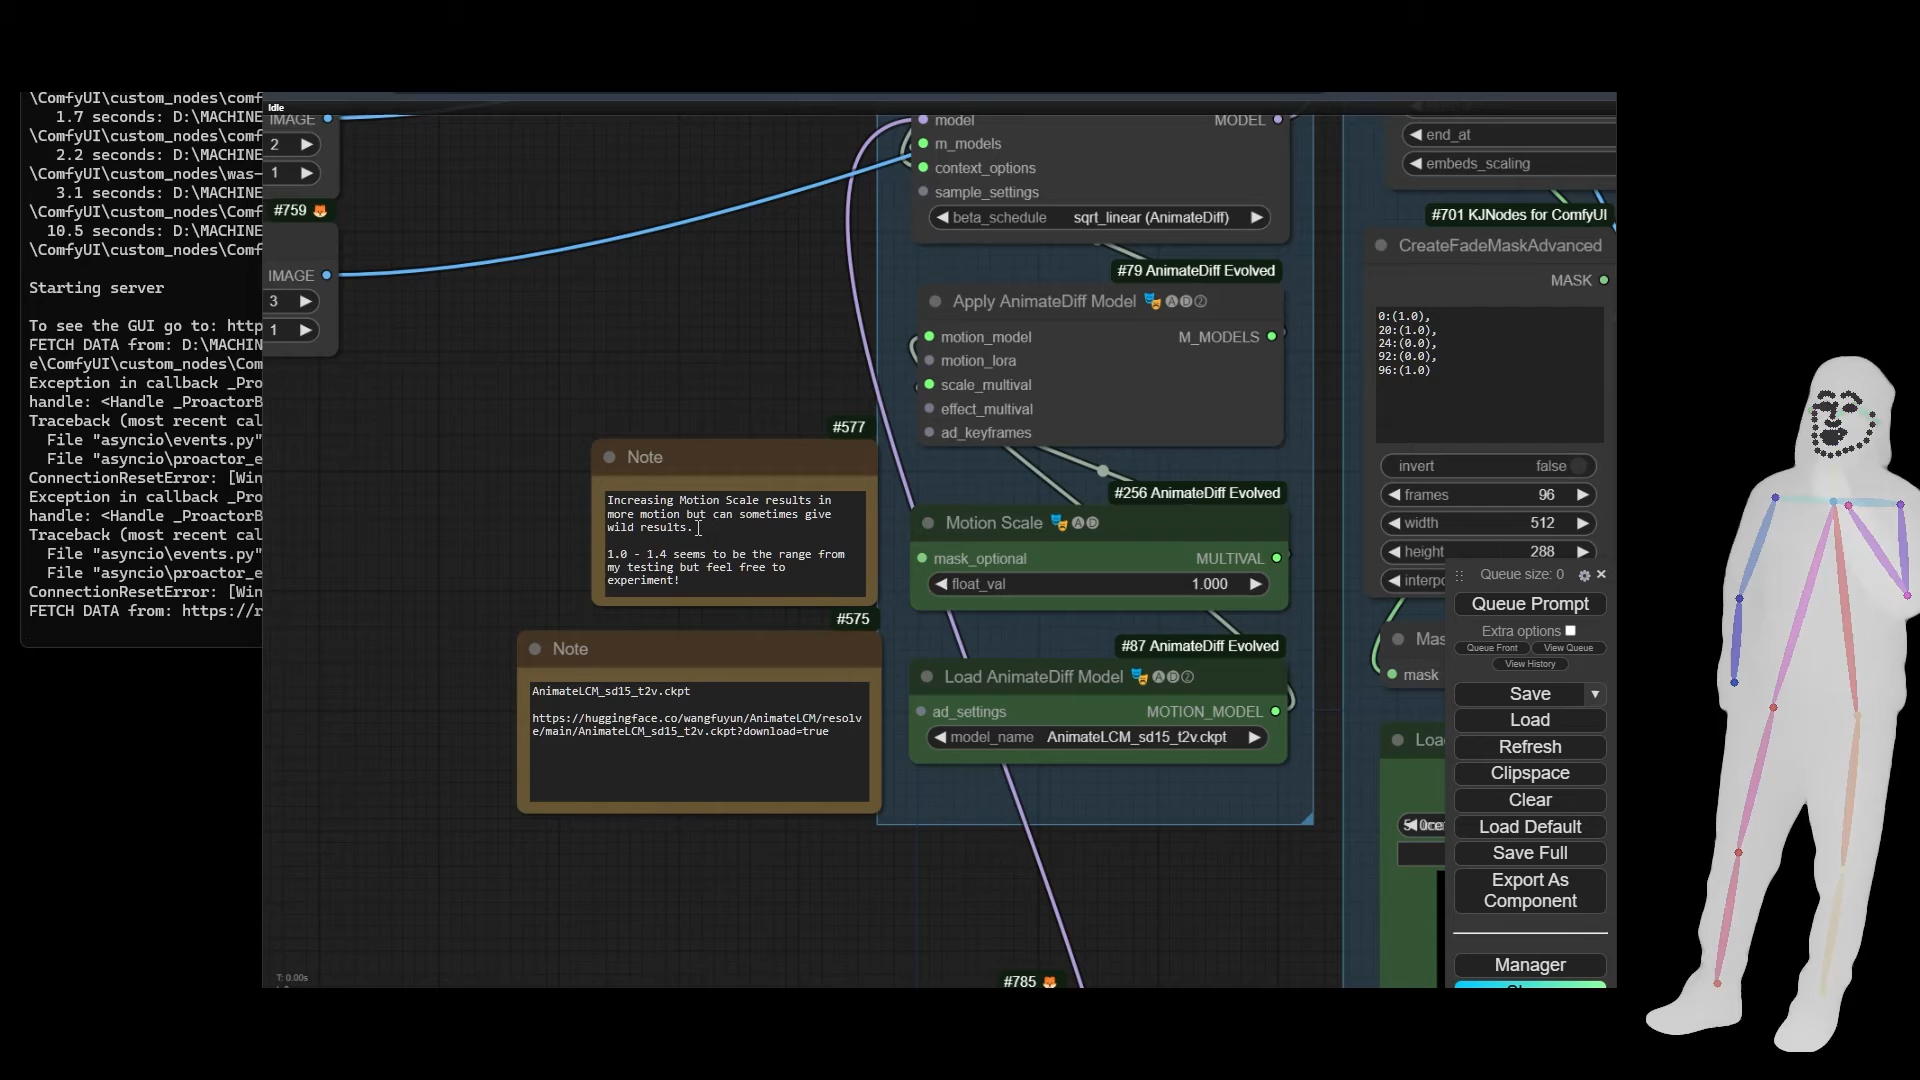 \ComfyUI\custom_nodes\comf
1.7 seconds: D:\MACHINE
\ComfyUI\custom_nodes\comf
2.2 seconds: D:\MACHINE
\ComfyUI\custom_nodes\was-
3.1 seconds: D:\MACHINE
\ComfyUI\custom_nodes\Comf
10.5 seconds: D:\MACHINE
\ComfyUI\custom_nodes\Comf
Starting server
To see the GUI go to: http
FETCH DATA from: D:\MACHIN
e\ComfyUI\custom_nodes\Com
Exception in callback _Pro
handle: <Handle _ProactorB
Traceback (most recent cal
File "asyncio\events.py"
File "asyncio\proactor_e
ConnectionResetError: [Win
Exception in callback _Pro
handle: <Handle _ProactorB
Traceback (most recent cal
File "asyncio\events.py"
File "asyncio\proactor_e
ConnectionResetError: [Win
FETCH DATA from: https://r
Idle
IMAGE
2
1
#759
IMAGE
3
1
model MODEL
m_models
context_options
sample_settings
beta_schedule sqrt_linear (AnimateDiff)
#79 AnimateDiff Evolved
Apply AnimateDiff Model
motion_model M_MODELS
motion_lora
scale_multival
effect_multival
ad_keyframes
#577
Note
Increasing Motion Scale results in
more motion but can sometimes give
wild results.
1.0 - 1.4 seems to be the range from
my testing but feel free to
experiment!
#256 AnimateDiff Evolved
Motion Scale
mask_optional MULTIVAL
float_val 1.000
#575
Note
AnimateLCM_sd15_t2v.ckpt
https://huggingface.co/wangfuyun/AnimateLCM/resolv
e/main/AnimateLCM_sd15_t2v.ckpt?download=true
#87 AnimateDiff Evolved
Load AnimateDiff Model
ad_settings MOTION_MODEL
model_name AnimateLCM_sd15_t2v.ckpt
#785
T: 0.00s
end_at
embeds_scaling
#701 KJNodes for ComfyUI
CreateFadeMaskAdvanced
MASK
0:(1.0),
20:(1.0),
24:(0.0),
92:(0.0),
96:(1.0)
invert false
frames 96
width 512
height 288
interpo
Mas
mask
Loa
Queue size: 0
Queue Prompt
Extra options
Queue Front View Queue
View History
Save
Load
Refresh
Clipspace
Clear
Load Default
Save Full
Export As
Component
Manager